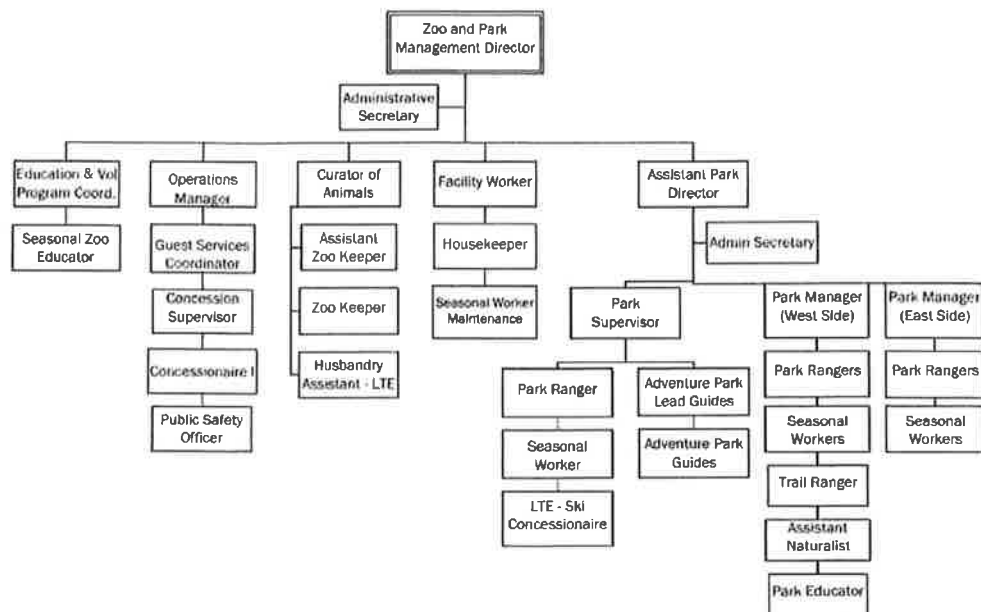 Zoo and Park
Management Director
Administrative
Secretary
Education & Vol
Program Coord.
Seasonal Zoo
Educator
Operations
Manager
Guest Services
Coordinator
Concession
Supervisor
Concessionaire I
Public Safety
Officer
Curator of
Animals
Assistant
Zoo Keeper
Zoo Keeper
Husbandry
Assistant - LTE
Facility Worker
Housekeeper
Seasonal Worker
Maintenance
Assistant Park
Director
Admin Secretary
Park
Supervisor
Park Ranger
Seasonal
Worker
LTE - Ski
Concessionaire
Adventure Park
Lead Guides
Adventure Park
Guides
Park Manager
(West Side)
Park Rangers
Seasonal
Workers
Trail Ranger
Assistant
Naturalist
Park Educator
Park Manager
(East Side)
Park Rangers
Seasonal
Workers